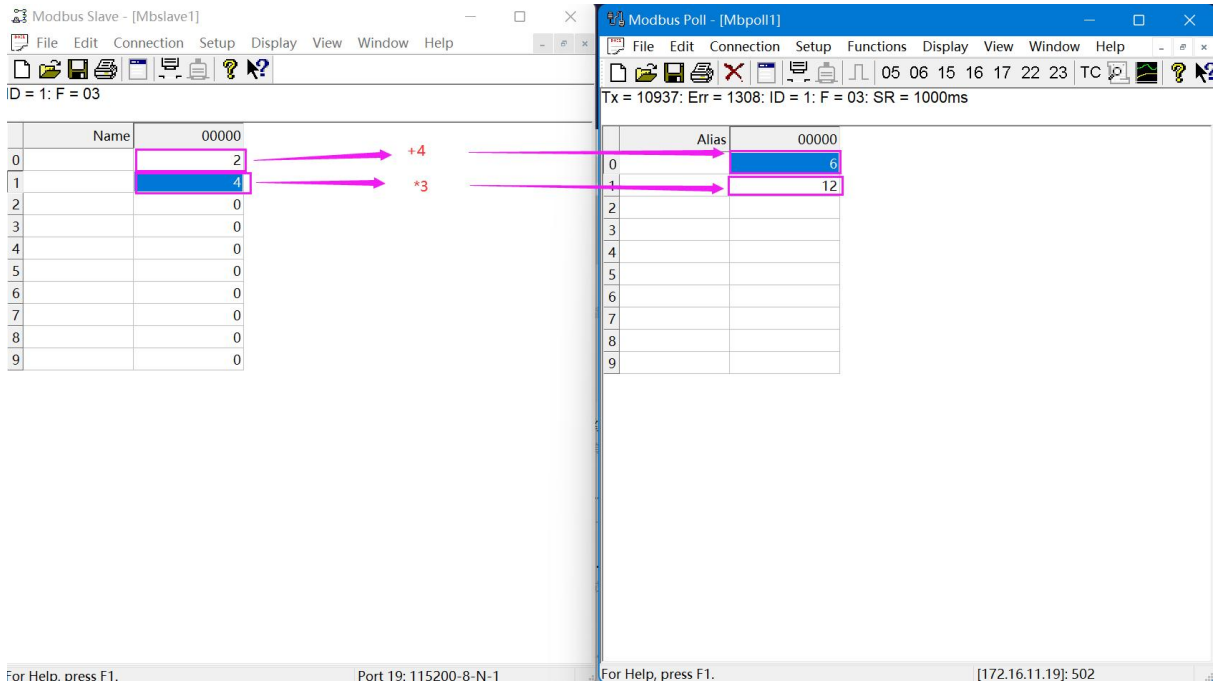 Modbus Slave - [Mbslave1]
File Edit Connection Setup Display View Window Help
ID = 1: F = 03
Name 00000
0 2
1 4
2 0
3 0
4 0
5 0
6 0
7 0
8 0
9 0
For Help, press F1. Port 19: 115200-8-N-1
+4
*3
Modbus Poll - [Mbpoll1]
File Edit Connection Setup Functions Display View Window Help
05 06 15 16 17 22 23 TC
Tx = 10937: Err = 1308: ID = 1: F = 03: SR = 1000ms
Alias 00000
0 6
1 12
2
3
4
5
6
7
8
9
For Help, press F1. [172.16.11.19]: 502